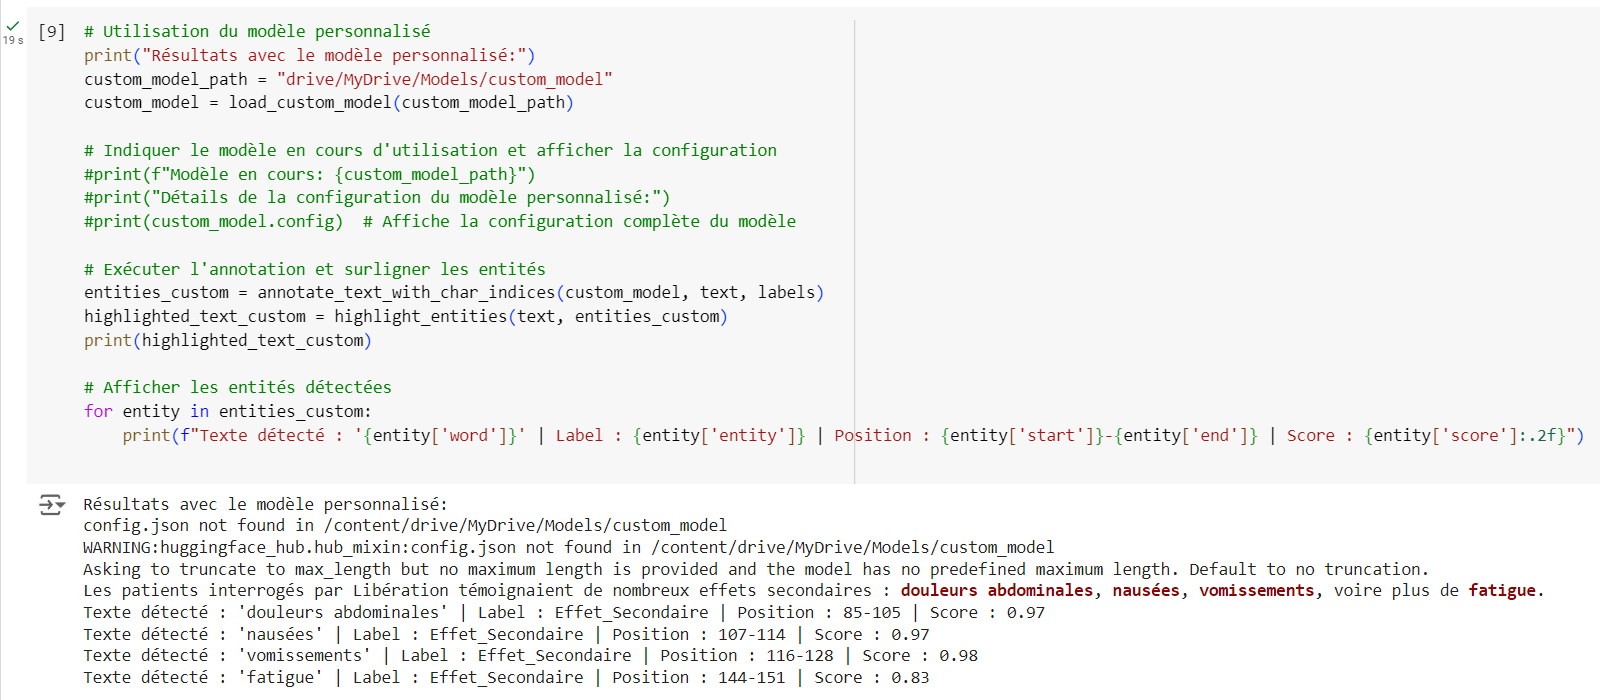 [9] # Utilisation du modèle personnalisé
19 s
print("Résultats avec le modèle personnalisé:")
custom_model_path = "drive/MyDrive/Models/custom_model"
custom_model = load_custom_model(custom_model_path)
# Indiquer le modèle en cours d'utilisation et afficher la configuration
#print(f"Modèle en cours: {custom_model_path}")
#print("Détails de la configuration du modèle personnalisé:")
#print(custom_model.config)  # Affiche la configuration complète du modèle
# Exécuter l'annotation et surligner les entités
entities_custom = annotate_text_with_char_indices(custom_model, text, labels)
highlighted_text_custom = highlight_entities(text, entities_custom)
print(highlighted_text_custom)
# Afficher les entités détectées
for entity in entities_custom:
    print(f"Texte détecté : '{entity['word']}' | Label : {entity['entity']} | Position : {entity['start']}-{entity['end']} | Score : {entity['score']:.2f}")
Résultats avec le modèle personnalisé:
config.json not found in /content/drive/MyDrive/Models/custom_model
WARNING:huggingface_hub.hub_mixin:config.json not found in /content/drive/MyDrive/Models/custom_model
Asking to truncate to max_length but no maximum length is provided and the model has no predefined maximum length. Default to no truncation.
Les patients interrogés par Libération témoignaient de nombreux effets secondaires : douleurs abdominales, nausées, vomissements, voire plus de fatigue.
Texte détecté : 'douleurs abdominales' | Label : Effet_Secondaire | Position : 85-105 | Score : 0.97
Texte détecté : 'nausées' | Label : Effet_Secondaire | Position : 107-114 | Score : 0.97
Texte détecté : 'vomissements' | Label : Effet_Secondaire | Position : 116-128 | Score : 0.98
Texte détecté : 'fatigue' | Label : Effet_Secondaire | Position : 144-151 | Score : 0.83